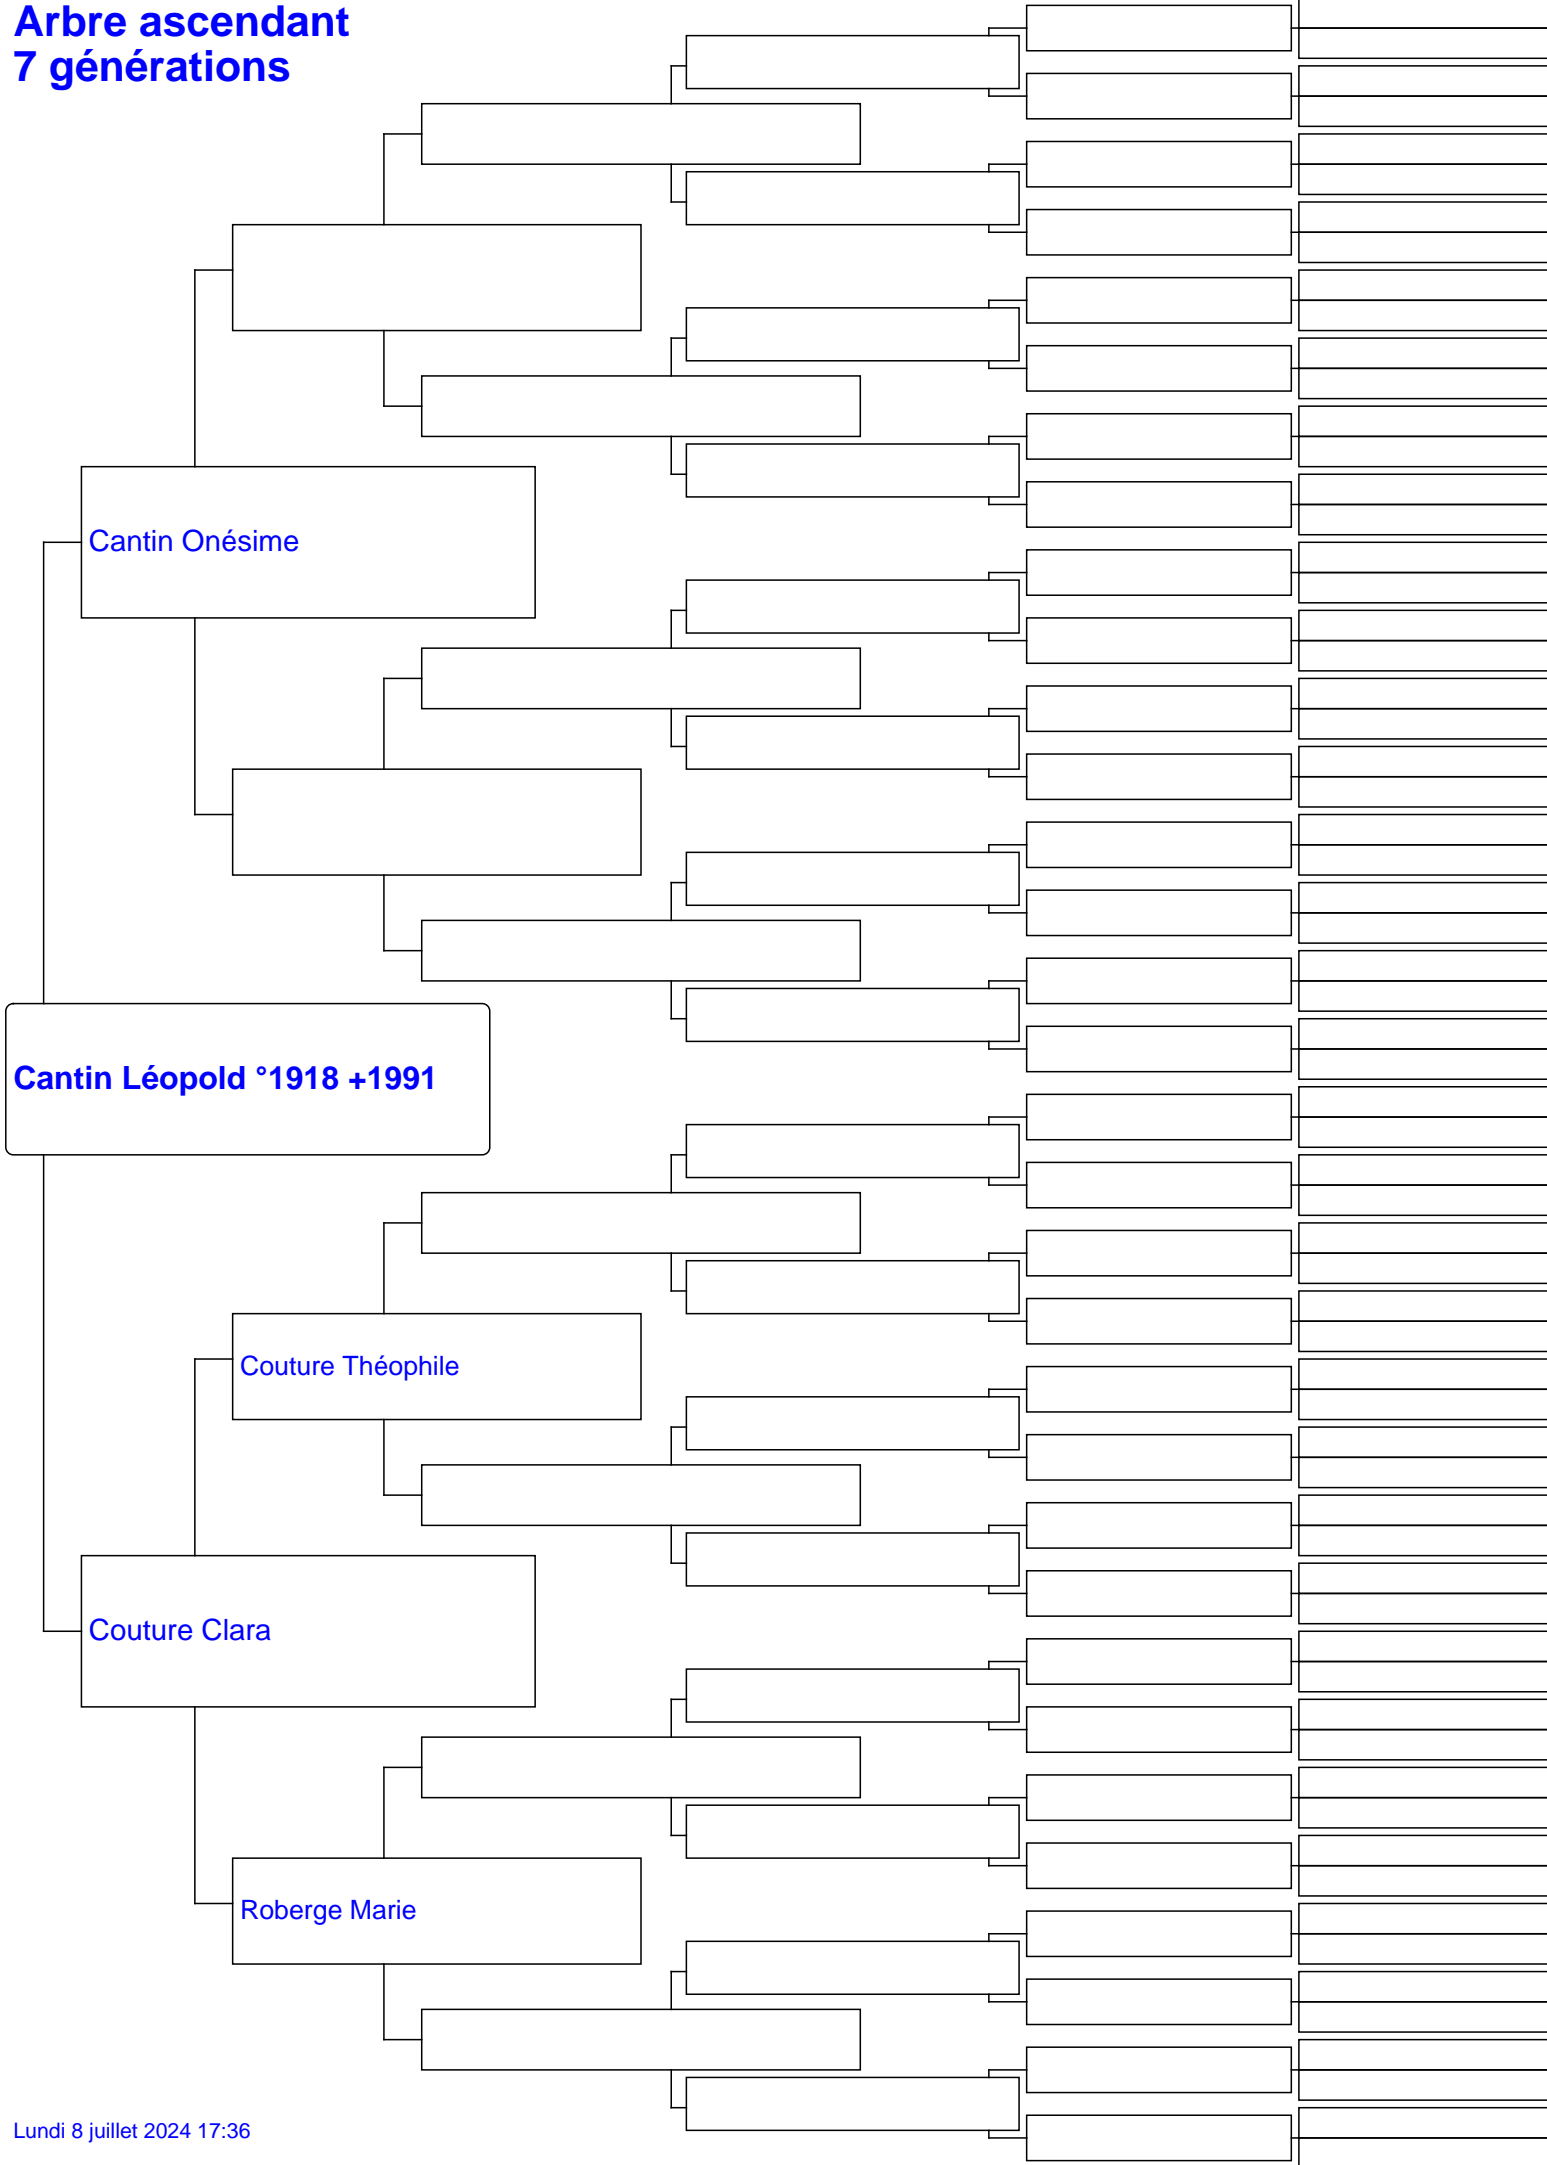 Arbre ascendant
7 générations
Cantin Onésime
Cantin Léopold °1918 +1991
Couture Théophile
Couture Clara
Roberge Marie
Lundi 8 juillet 2024 17:36